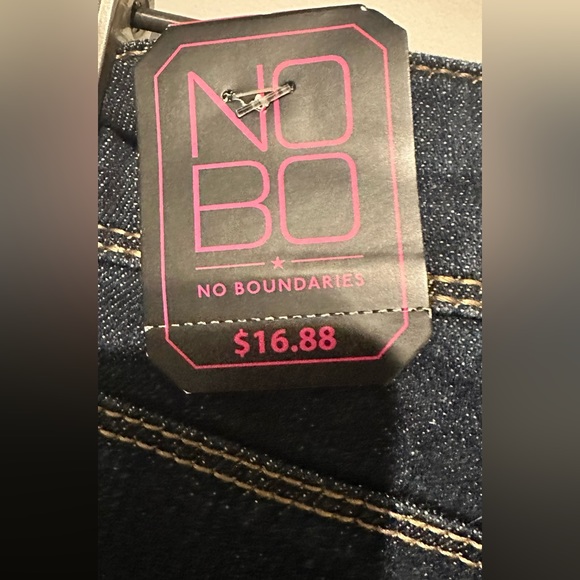 NO
BO
NO BOUNDARIES
$16.88